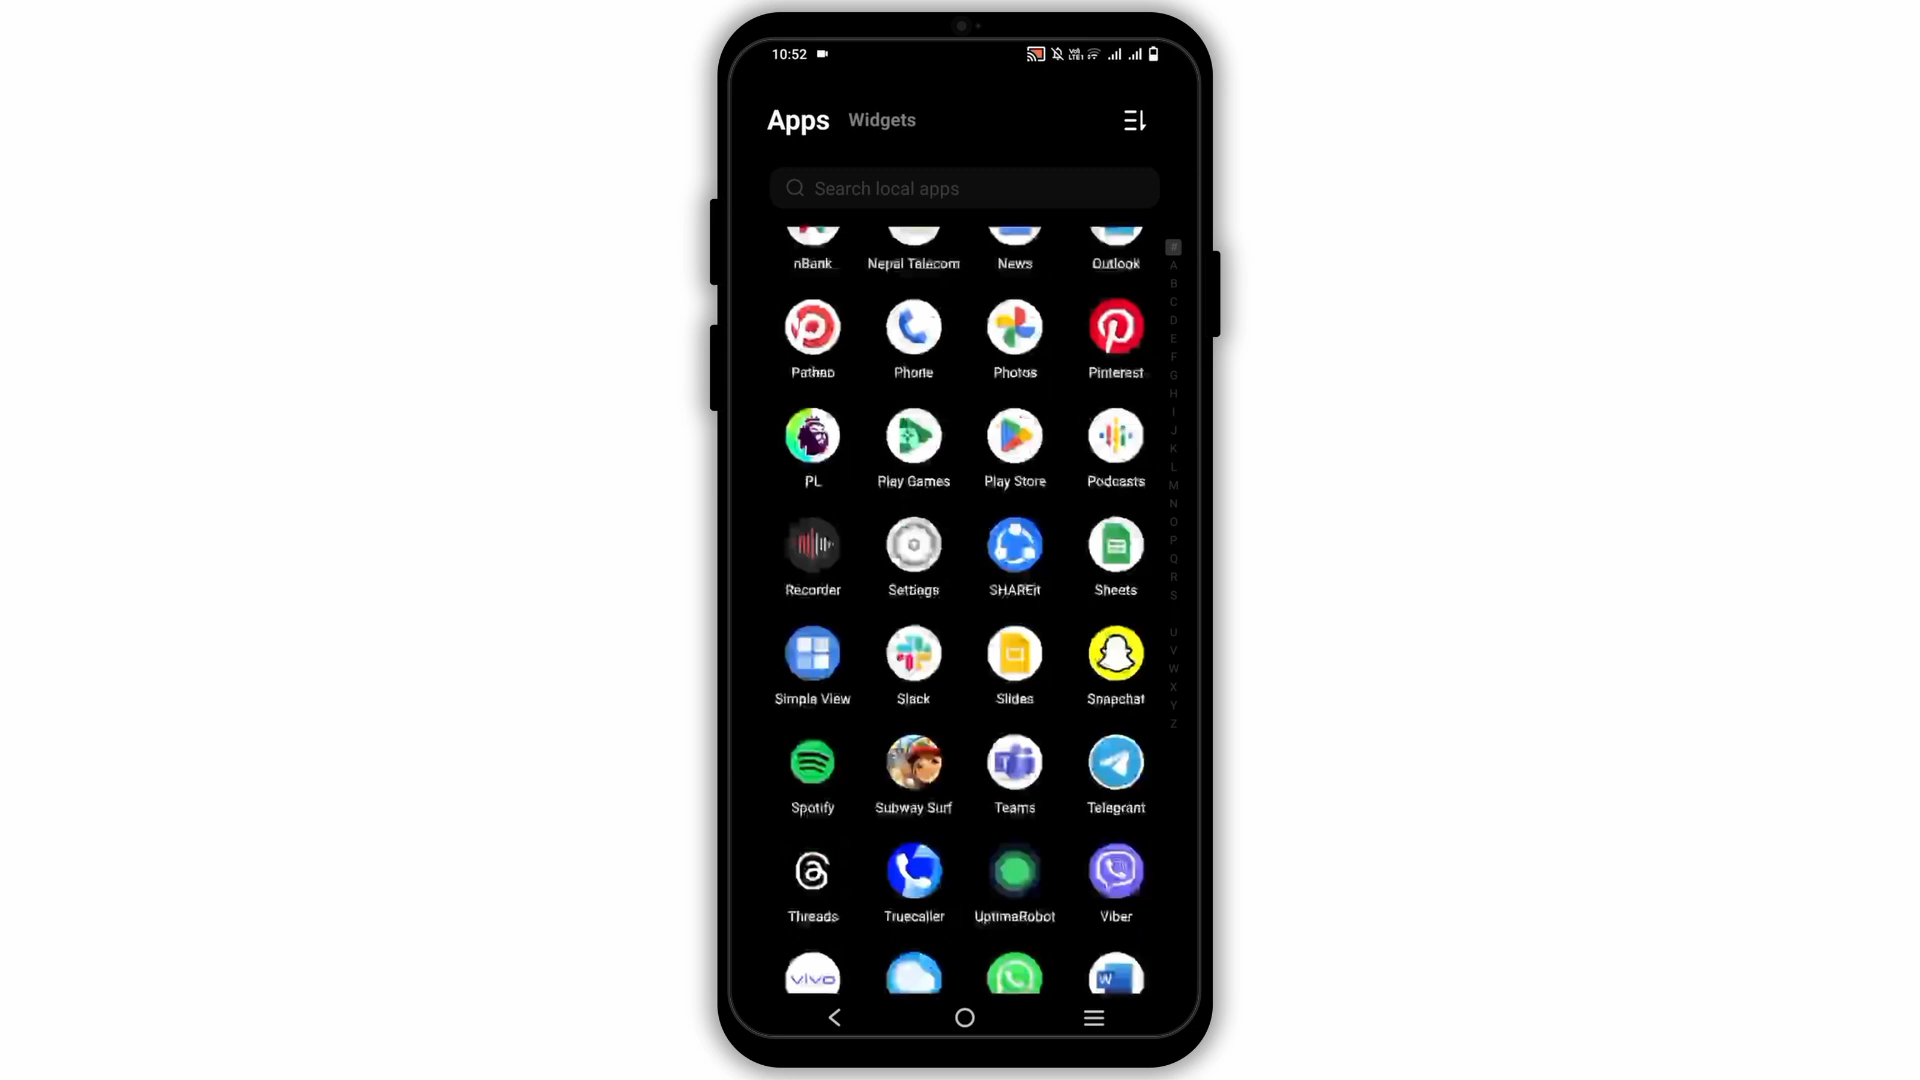 10:52
Apps Widgets
Search local apps
nBank Nepal Telecom News Outlook
#
A
B
Pathao Phone Photos Pinterest
C
D
E
F
G
H
PL Play Games Play Store Podcasts
I
J
K
L
M
N
Recorder Settings SHAREit Sheets
O
P
Q
R
S
Simple View Slack Slides Snapchat
U
V
W
X
Y
Z
Spotify Subway Surf Teams Telegram
Threads Truecaller UptimeRobot Viber
vivo W